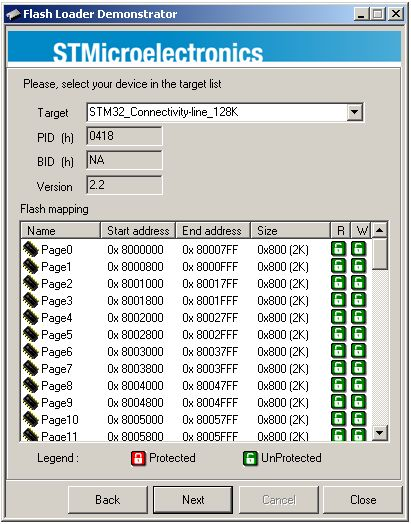 Flash Loader Demonstrator
STMicroelectronics
Please, select your device in the target list
Target STM32_Connectivity-line_128K
PID (h) 0418
BID (h) NA
Version 2.2
Flash mapping
Name Start address End address Size R W
Page0 0x 8000000 0x 80007FF 0x800 (2K)
Page1 0x 8000800 0x 8000FFF 0x800 (2K)
Page2 0x 8001000 0x 80017FF 0x800 (2K)
Page3 0x 8001800 0x 8001FFF 0x800 (2K)
Page4 0x 8002000 0x 80027FF 0x800 (2K)
Page5 0x 8002800 0x 8002FFF 0x800 (2K)
Page6 0x 8003000 0x 80037FF 0x800 (2K)
Page7 0x 8003800 0x 8003FFF 0x800 (2K)
Page8 0x 8004000 0x 80047FF 0x800 (2K)
Page9 0x 8004800 0x 8004FFF 0x800 (2K)
Page10 0x 8005000 0x 80057FF 0x800 (2K)
Page11 0x 8005800 0x 8005FFF 0x800 (2K)
Legend : Protected UnProtected
Back Next Cancel Close